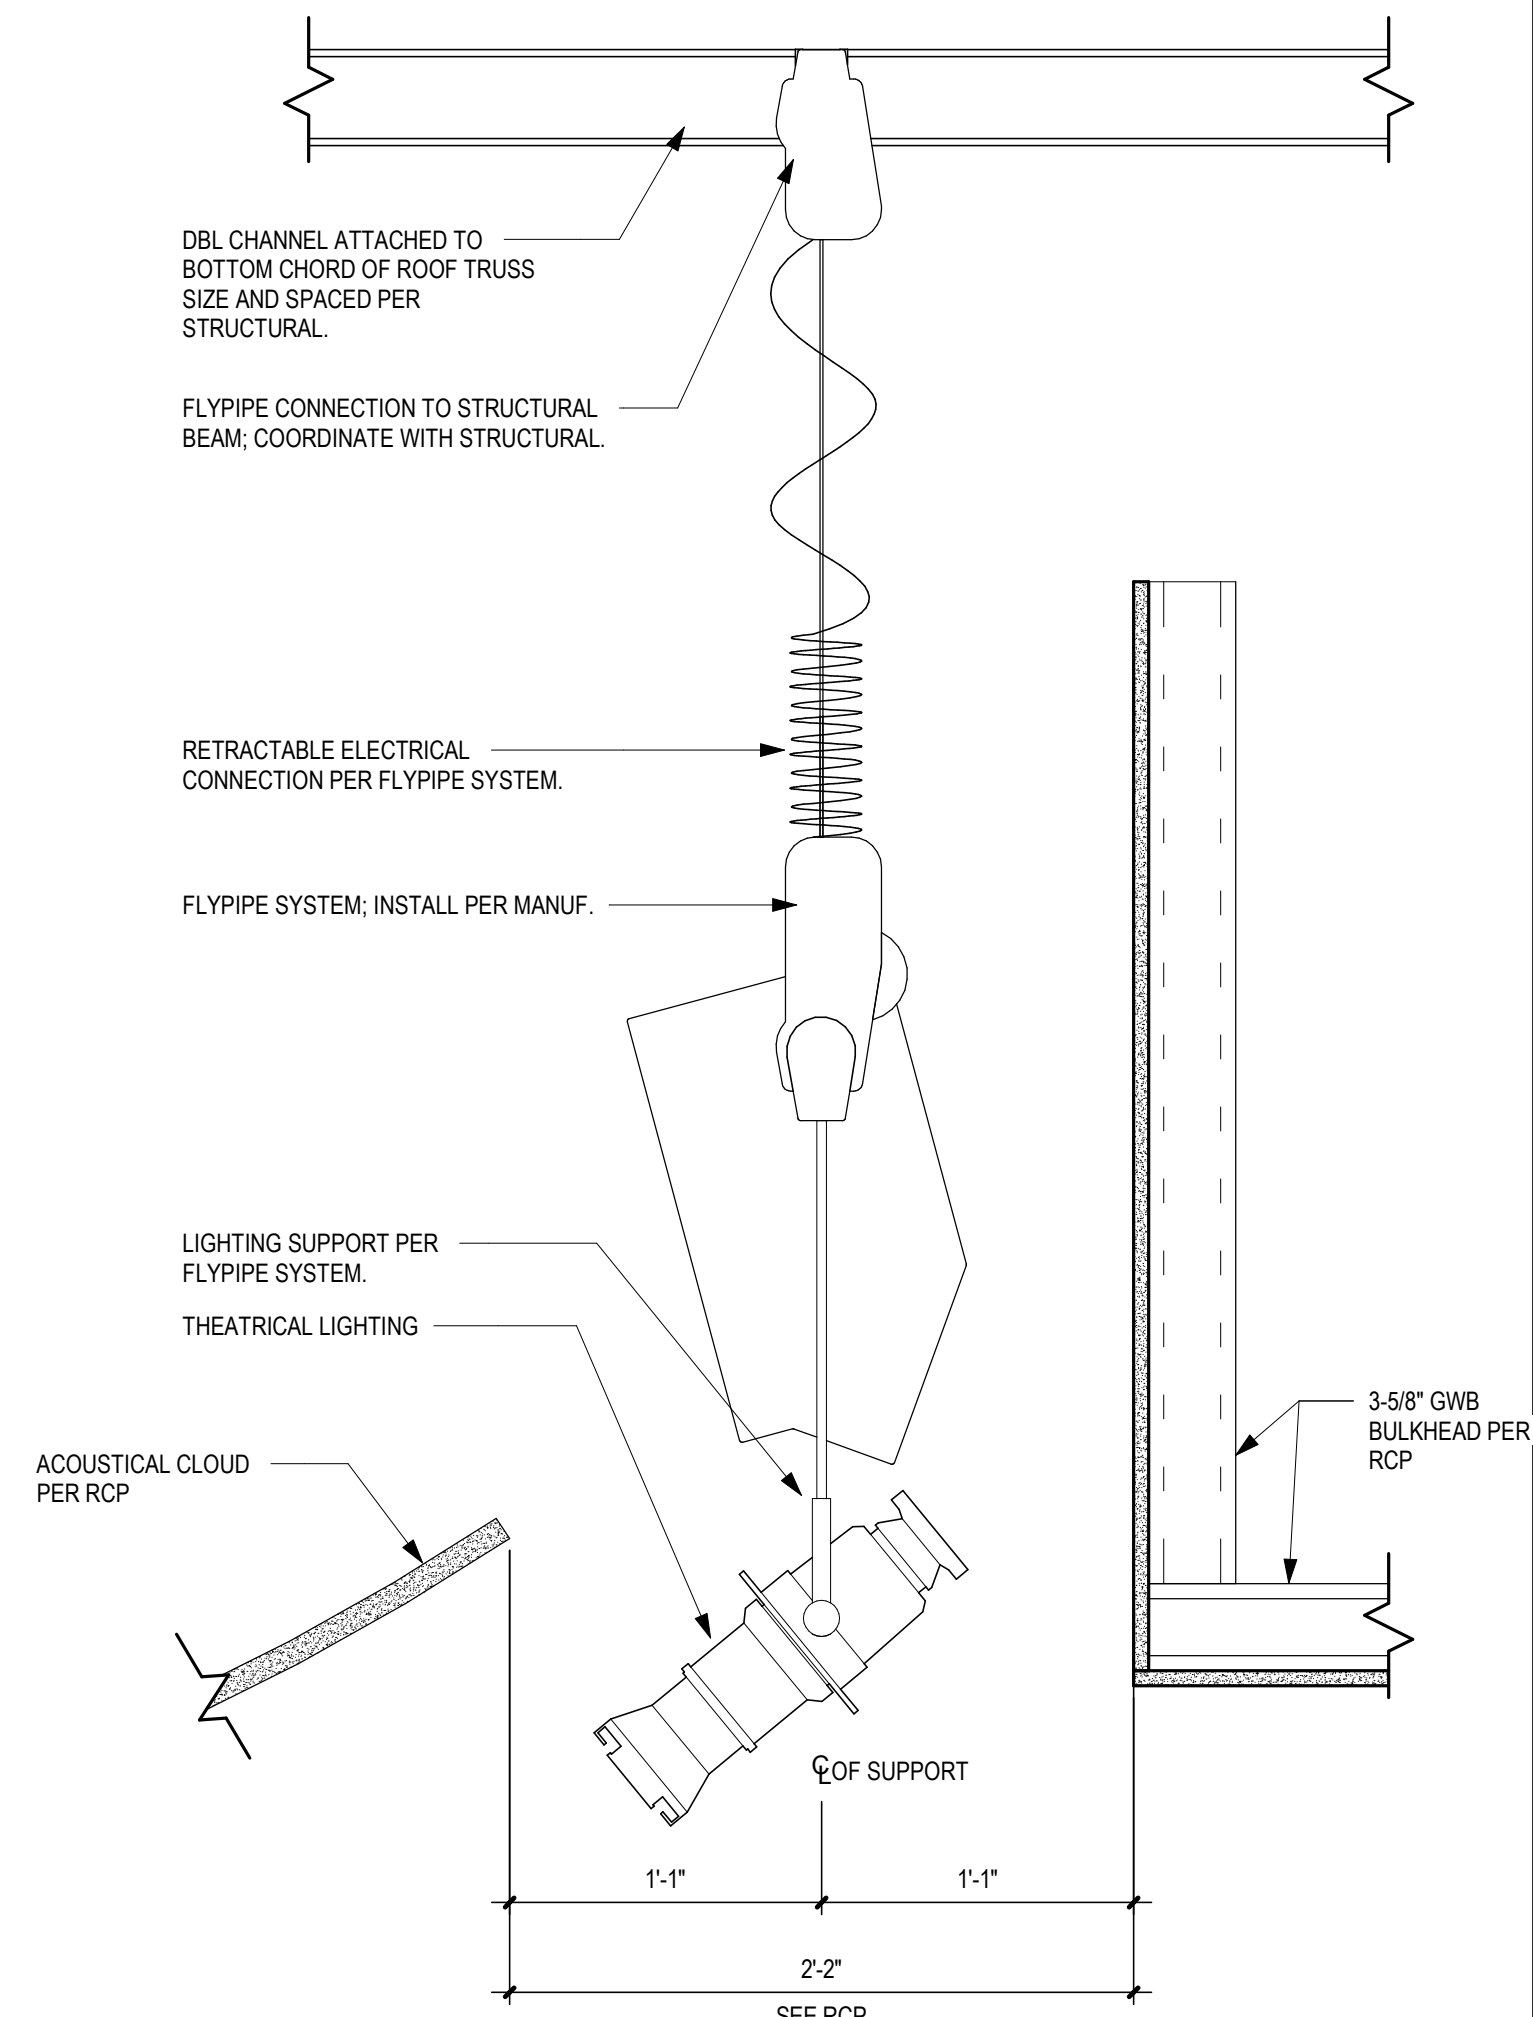 DBL CHANNEL ATTACHED TO
BOTTOM CHORD OF ROOF TRUSS
SIZE AND SPACED PER
STRUCTURAL.
FLYPIPE CONNECTION TO STRUCTURAL
BEAM; COORDINATE WITH STRUCTURAL.
RETRACTABLE ELECTRICAL
CONNECTION PER FLYPIPE SYSTEM.
FLYPIPE SYSTEM; INSTALL PER MANUF.
LIGHTING SUPPORT PER
FLYPIPE SYSTEM.
THEATRICAL LIGHTING
3-5/8" GWB
BULKHEAD PER
RCP
ACOUSTICAL CLOUD
PER RCP
℄ OF SUPPORT
1'-1" 1'-1"
2'-2"
SEE RCP